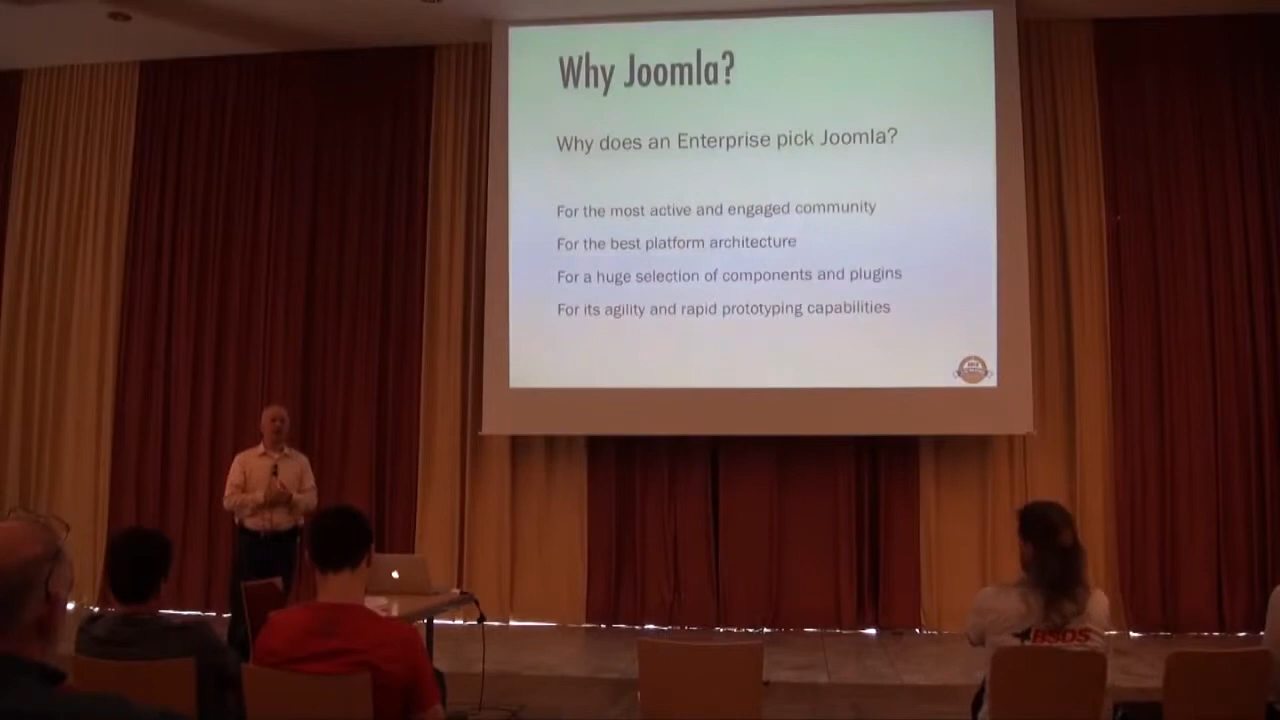 Why Joomla?
Why does an Enterprise pick Joomla?
For the most active and engaged community
For the best platform architecture
For a huge selection of components and plugins
For its agility and rapid prototyping capabilities